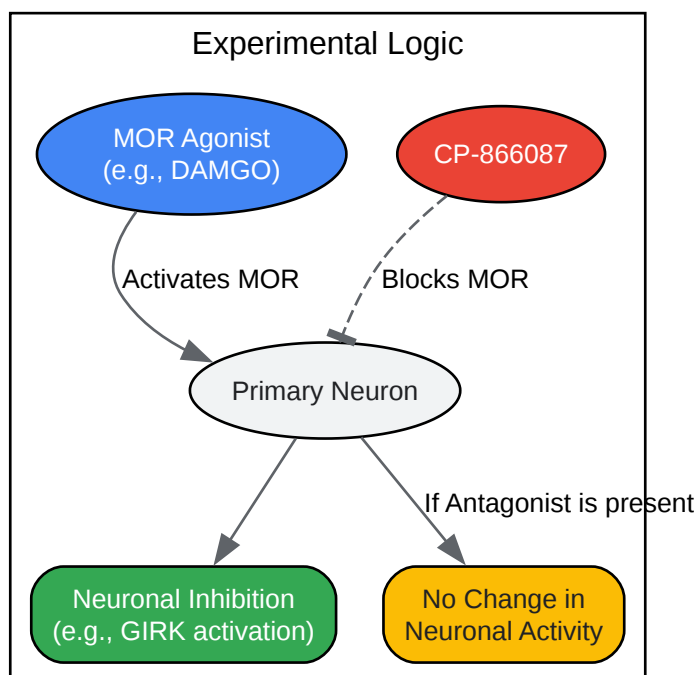 Experimental Logic
MOR Agonist
(e.g., DAMGO)
CP-866087
Activates MOR
Blocks MOR
Primary Neuron
If Antagonist is present
Neuronal Inhibition
(e.g., GIRK activation)
No Change in
Neuronal Activity